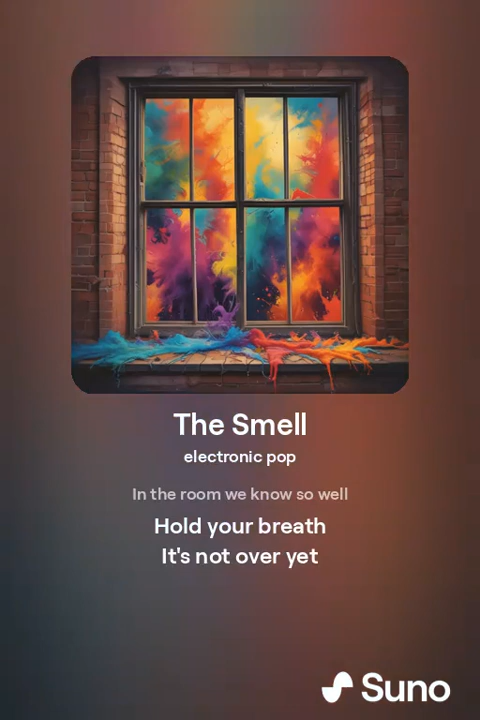 The Smell
electronic pop
In the room we know so well
Hold your breath
It's not over yet
Suno